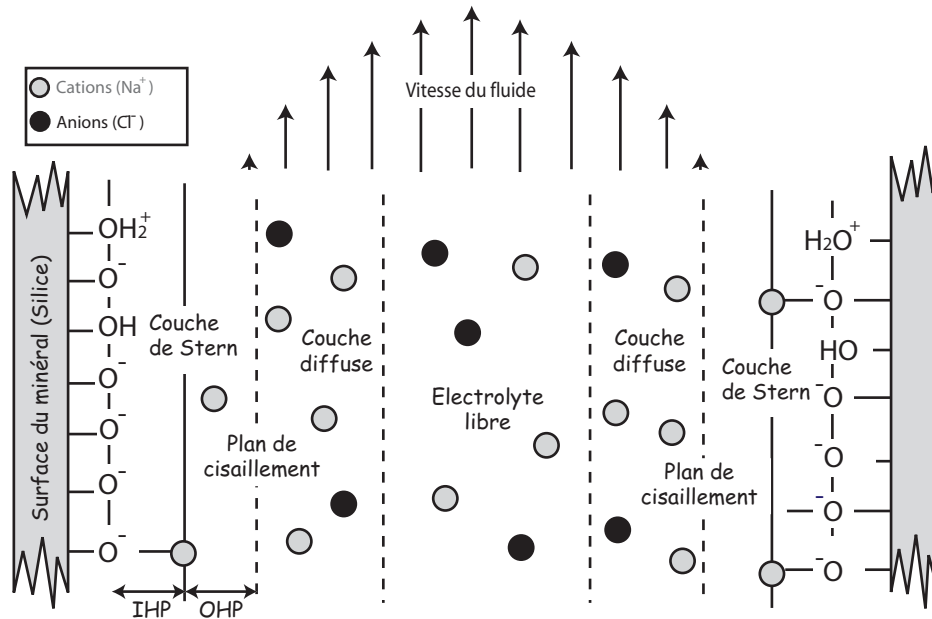 Vitesse du fluide
Cations (Na+)
Anions (Cl-)
Surface du minéral (Silice)
OH2+
O-
OH
O-
O-
O-
O-
Couche
de Stern
Plan de
cisaillement
Couche
diffuse
Electrolyte
libre
Couche
diffuse
Plan de
cisaillement
Couche
de Stern
H2O+
-O
HO
-O
-O
-O
-O
IHP
OHP